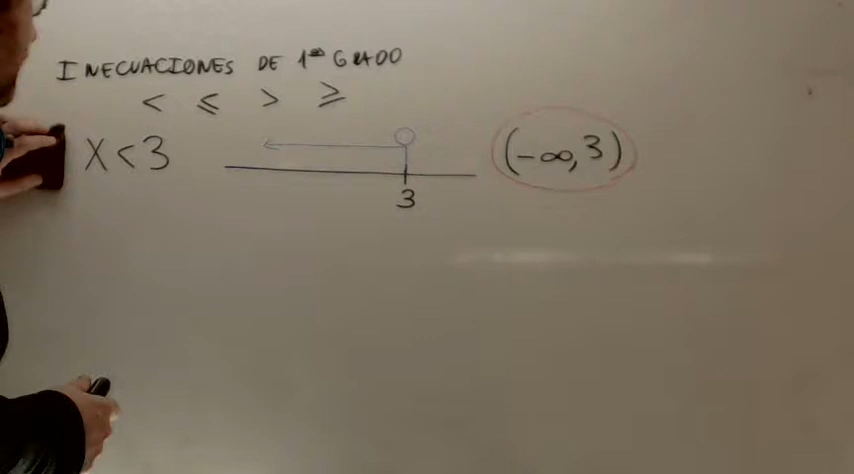 INECUACIONES DE 1er GRADO
< ≤ > ≥
X < 3
3
(-∞, 3)